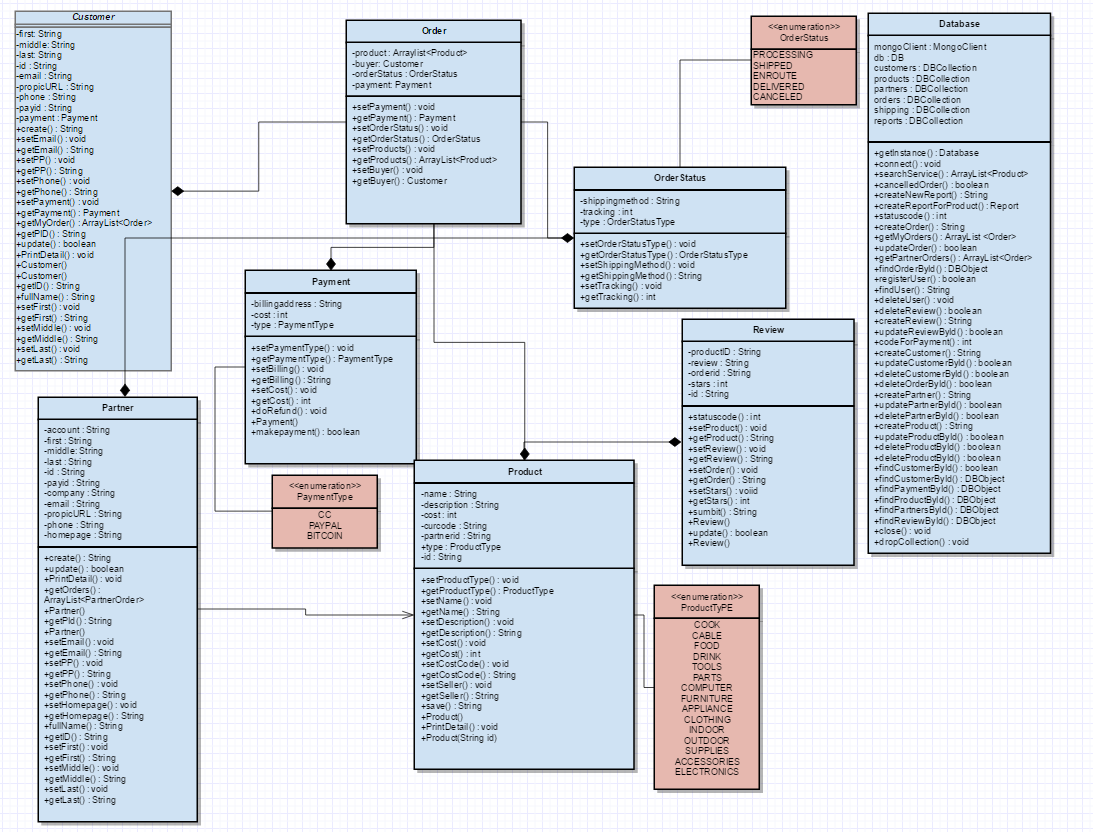 Customer
-first: String
-middle: String
-last: String
-id : String
-email : String
-propicURL : String
-phone : String
-payid : String
-payment : Payment
+create() : String
+setEmail() : void
+getEmail() : String
+setPP() : void
+getPP() : String
+setPhone() : void
+getPhone() : String
+setPayment() : void
+getPayment() : Payment
+getMyOrder() : ArrayList<Order>
+getPID() : String
+update() : boolean
+PrintDetail() : void
+Customer()
+Customer()
+getID() : String
+fullName() : String
+setFirst() : void
+getFirst() : String
+setMiddle() : void
+getMiddle() : String
+setLast() : void
+getLast() : String
Order
-product : Arraylist<Product>
-buyer: Customer
-orderStatus : OrderStatus
-payment: Payment
+setPayment() : void
+getPayment() : Payment
+setOrderStatus() : void
+getOrderStatus() : OrderStatus
+setProducts() : void
+getProducts() : ArrayList<Product>
+setBuyer() : void
+getBuyer() : Customer
<<enumeration>>
OrderStatus
PROCESSING
SHIPPED
ENROUTE
DELIVERED
CANCELED
Database
mongoClient : MongoClient
db : DB
customers : DBCollection
products : DBCollection
partners : DBCollection
orders : DBCollection
shipping : DBCollection
reports : DBCollection
+getInstance() : Database
+connect() : void
+searchService() : ArrayList<Product>
+cancelledOrder() : boolean
+createNewReport() : String
+createReportForProduct() : Report
+statuscode() : int
+createOrder() : String
+getMyOrders() : ArrayList <Order>
+updateOrder() : boolean
+getPartnerOrders() : ArrayList<Order>
+findOrderById() : DBObject
+registerUser() : boolean
+findUser() : String
+deleteUser() : void
+deleteReview() : boolean
+createReview() : String
+updateReviewById() : boolean
+codeForPayment() : int
+createCustomer() : String
+updateCustomerById() : boolean
+deleteCustomerById() : boolean
+deleteOrderById() : boolean
+createPartner() : String
+updatePartnerById() : boolean
+deletePartnerById() : boolean
+createProduct() : String
+updateProductById() : boolean
+deleteProductById() : boolean
+deleteProductById() : boolean
+findCustomerById() : boolean
+findCustomerById() : DBObject
+findPaymentById() : DBObject
+findProductById() : DBObject
+findPartnersById() : DBObject
+findReviewById() : DBObject
+close() : void
+dropCollection() : void
OrderStatus
-shippingmethod : String
-tracking : int
-type : OrderStatusType
+setOrderStatusType() : void
+getOrderStatusType() : OrderStatusType
+setShippingMethod() : void
+getShippingMethod() : String
+setTracking() : void
+getTracking() : int
Payment
-billingaddress : String
-cost : int
-type : PaymentType
+setPaymentType() : void
+getPaymentType() : PaymentType
+setBilling() : void
+getBilling() : String
+setCost() : void
+getCost() : int
+doRefund() : void
+Payment()
+makepayment() : boolean
Review
-productID : String
-review : String
-orderid : String
-stars : int
-id : String
+statuscode() : int
+setProduct() : void
+getProduct() : String
+setReview() : void
+getReview() : String
+setOrder() : void
+getOrder() : String
+setStars() : voiid
+getStars() : int
+sumbit() : String
+Review()
+update() : boolean
+Review()
Partner
-account : String
-first : String
-middle : String
-last : String
-id : String
-payid : String
-company : String
-email : String
-propicURL : String
-phone : String
-homepage : String
+create() : String
+update() : boolean
+PrintDetail() : void
+getOrders() :
ArrayList<PartnerOrder>
+Partner()
+getPId() : String
+Partner()
+setEmail() : void
+getEmail() : String
+setPP() : void
+getPP() : String
+setPhone() : void
+getPhone() : String
+setHomepage() : void
+getHomepage() : String
+fullName() : String
+getID() : String
+setFirst() : void
+getFirst() : String
+setMiddle() : void
+getMiddle() : String
+setLast() : void
+getLast() : String
<<enumeration>>
PaymentType
CC
PAYPAL
BITCOIN
Product
-name : String
-description : String
-cost : int
-curcode : String
-partnerid : String
+type : ProductType
-id : String
+setProductType() : void
+getProductType() : ProductType
+setName() : void
+getName() : String
+setDescription() : void
+getDescription() : String
+setCost() : void
+getCost() : int
+setCostCode() : void
+getCostCode() : String
+setSeller() : void
+getSeller() : String
+save() : String
+Product()
+PrintDetail() : void
+Product(String id)
<<enumeration>>
ProductTyPE
COOK
CABLE
FOOD
DRINK
TOOLS
PARTS
COMPUTER
FURNITURE
APPLIANCE
CLOTHING
INDOOR
OUTDOOR
SUPPLIES
ACCESSORIES
ELECTRONICS